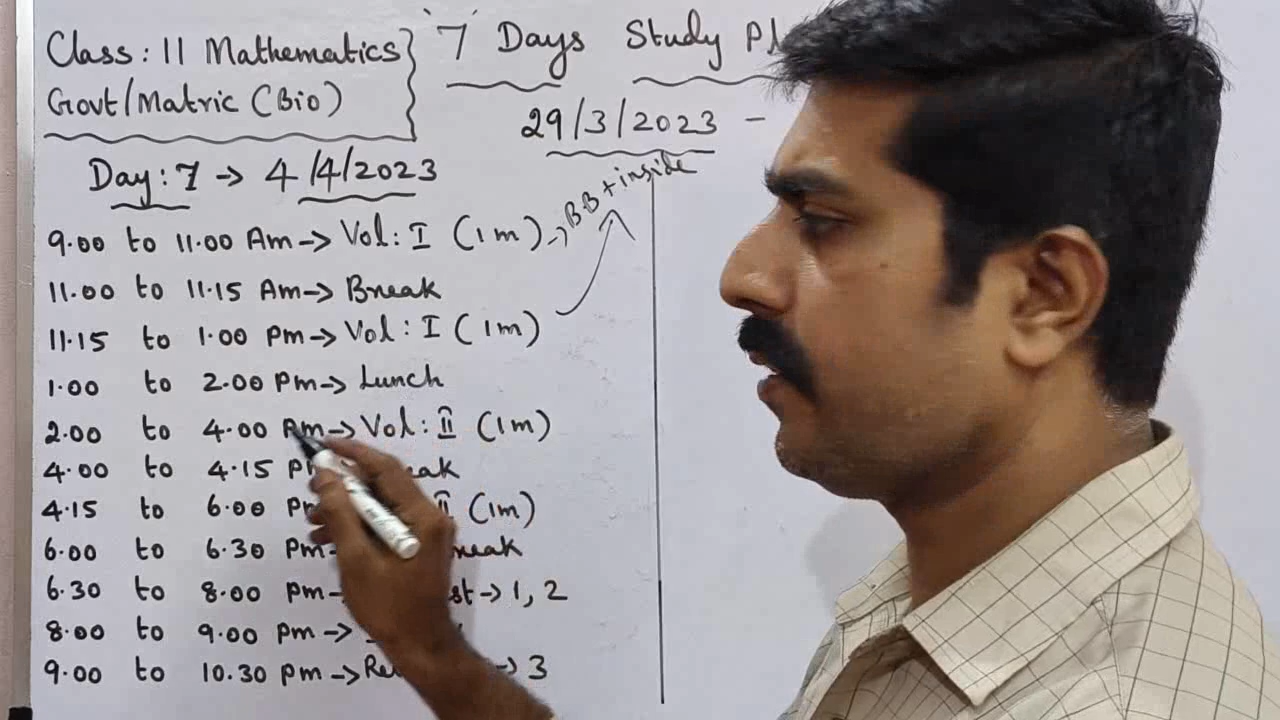 Class: 11 Mathematics
Govt/Matric (Bio)
'7' Days Study Pl
29/3/2023 -
Day: 7 → 4/4/2023
9.00 to 11.00 Am → Vol: I (1m) → B.B + inside
11.00 to 11.15 Am → Break
11.15 to 1.00 Pm → Vol: I (1m)
1.00 to 2.00 Pm → Lunch
2.00 to 4.00 Pm → Vol: II (1m)
4.00 to 4.15 P eak
4.15 to 6.00 Pm II (1m)
6.00 to 6.30 Pm reak
6.30 to 8.00 Pm st → 1, 2
8.00 to 9.00 Pm →
9.00 to 10.30 Pm → Re → 3